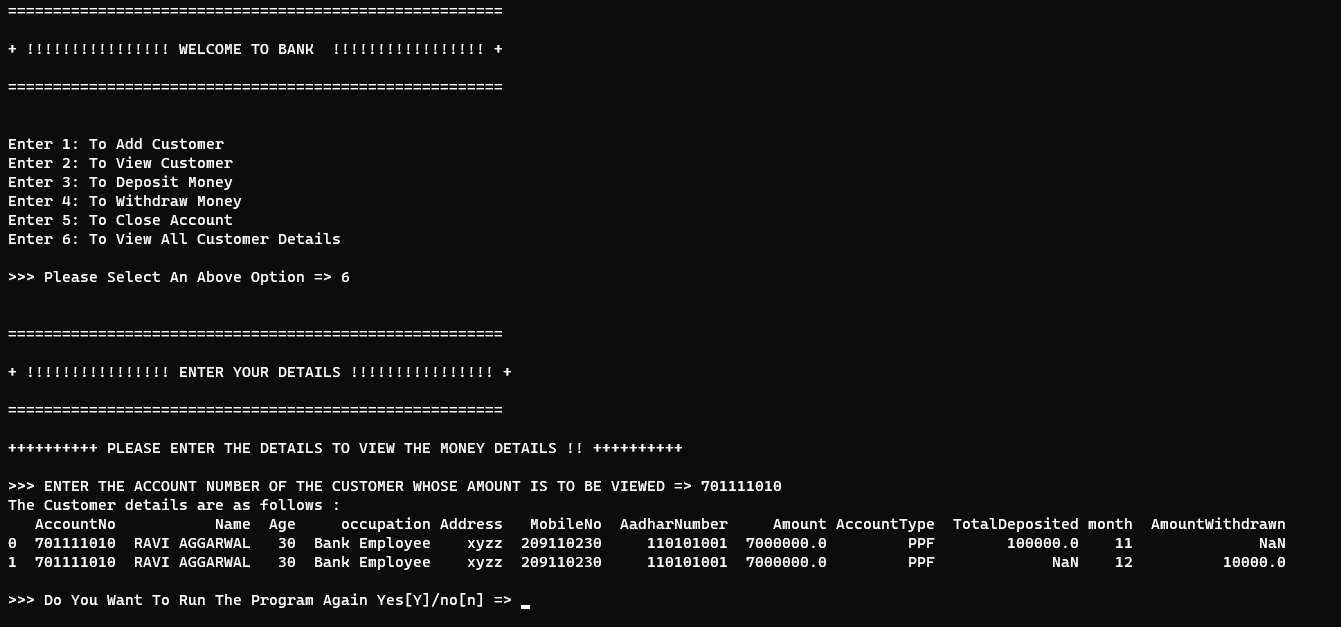 =======================================================
+ !!!!!!!!!!!!!!!! WELCOME TO BANK  !!!!!!!!!!!!!!!!! +
=======================================================
Enter 1: To Add Customer
Enter 2: To View Customer
Enter 3: To Deposit Money
Enter 4: To Withdraw Money
Enter 5: To Close Account
Enter 6: To View All Customer Details
>>> Please Select An Above Option => 6
=======================================================
+ !!!!!!!!!!!!!!!! ENTER YOUR DETAILS !!!!!!!!!!!!!!!! +
=======================================================
++++++++++ PLEASE ENTER THE DETAILS TO VIEW THE MONEY DETAILS !! ++++++++++
>>> ENTER THE ACCOUNT NUMBER OF THE CUSTOMER WHOSE AMOUNT IS TO BE VIEWED => 701111010
The Customer details are as follows :
   AccountNo           Name  Age     occupation Address   MobileNo  AadharNumber     Amount AccountType  TotalDeposited month  AmountWithdrawn
0  701111010  RAVI AGGARWAL   30  Bank Employee    xyzz  209110230     110101001  7000000.0         PPF        100000.0    11              NaN
1  701111010  RAVI AGGARWAL   30  Bank Employee    xyzz  209110230     110101001  7000000.0         PPF             NaN    12          10000.0
>>> Do You Want To Run The Program Again Yes[Y]/no[n] => _